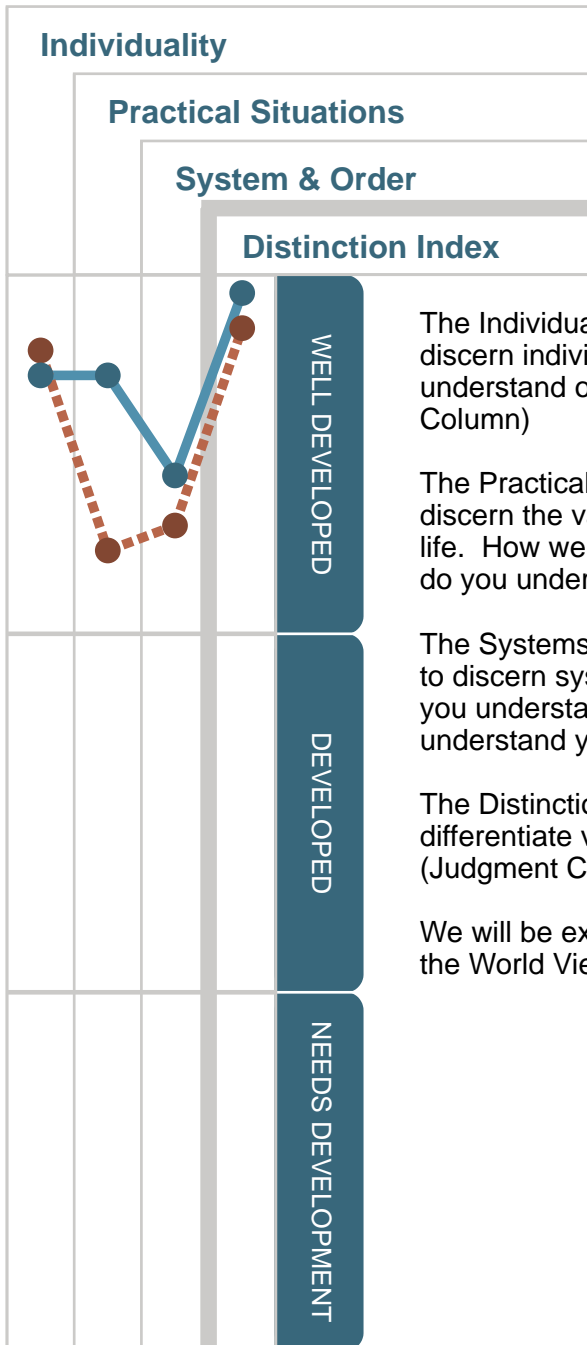 Individuality
Practical Situations
System & Order
Distinction Index
WELL DEVELOPED
The Individua
discern indivi
understand o
Column)
The Practical
discern the v
life. How we
do you under
The Systems
to discern sys
you understa
understand y
DEVELOPED
The Distinctio
differentiate v
(Judgment C
We will be ex
the World Vie
NEEDS DEVELOPMENT